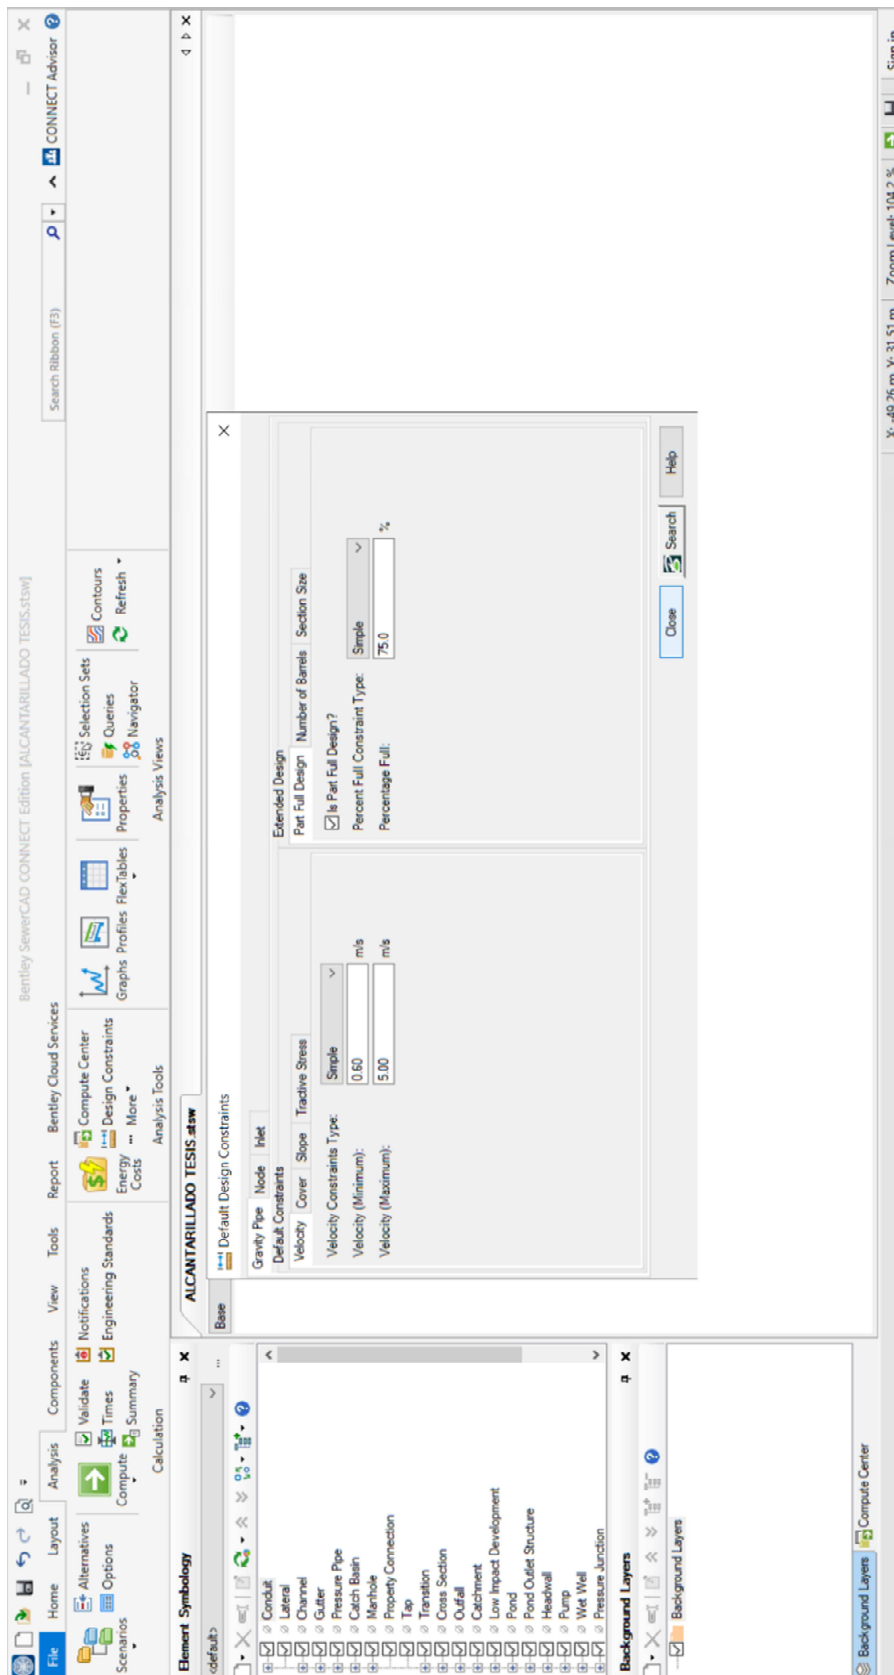 Bentley SewerCAD CONNECT Edition [ALCANTARILLADO TESIS.stsw]
File Home Layout Analysis Components View Tools Report Bentley Cloud Services
Search Ribbon (F3)
CONNECT Advisor
Scenarios
Alternatives
Options
Compute
Validate
Times
Summary
Notifications
Engineering Standards
Calculation
Energy Costs
Compute Center
Design Constraints
More
Analysis Tools
Graphs Profiles FlexTables Properties
Selection Sets
Queries
Navigator
Contours
Refresh
Analysis Views
Element Symbology
<default>
Conduit
Lateral
Channel
Gutter
Pressure Pipe
Catch Basin
Manhole
Property Connection
Tap
Transition
Cross Section
Outfall
Catchment
Low Impact Development
Pond
Pond Outlet Structure
Headwall
Pump
Wet Well
Pressure Junction
Background Layers
Background Layers
Background Layers Compute Center
ALCANTARILLADO TESIS.stsw
Base
Default Design Constraints
Gravity Pipe Node Inlet
Default Constraints
Velocity Cover Slope Tractive Stress
Velocity Constraints Type: Simple
Velocity (Minimum): 0.60 m/s
Velocity (Maximum): 5.00 m/s
Extended Design
Part Full Design Number of Barrels Section Size
Is Part Full Design?
Percent Full Constraint Type: Simple
Percentage Full: 75.0 %
Close Search Help
X: -49.26 m, Y: 31.51 m Zoom Level: 104.2 % Sign in